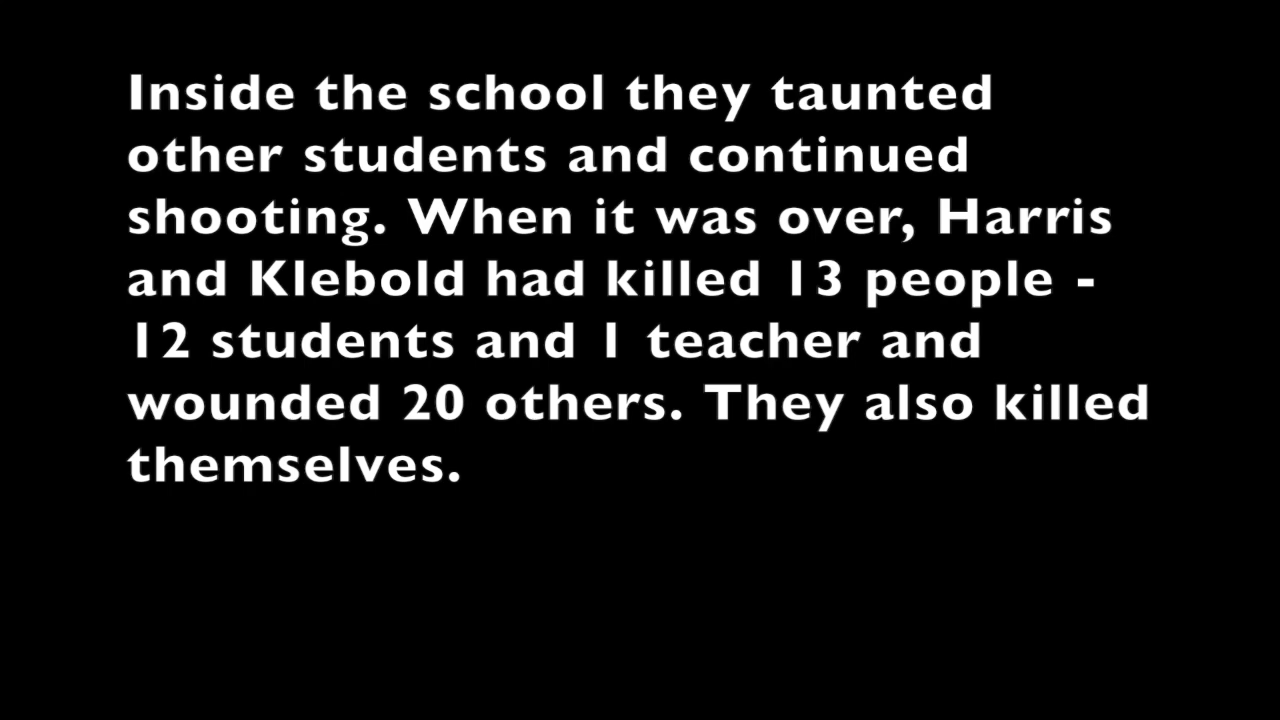 Inside the school they taunted
other students and continued
shooting. When it was over, Harris
and Klebold had killed 13 people -
12 students and 1 teacher and
wounded 20 others. They also killed
themselves.